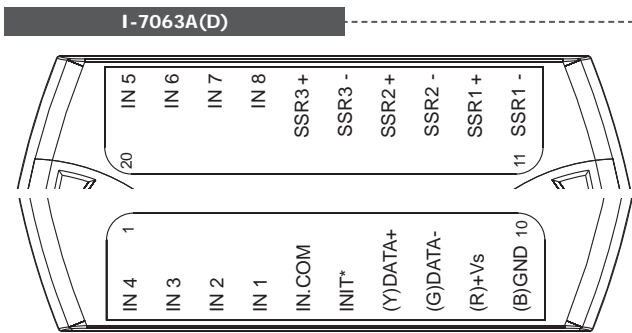 I-7063A(D)
IN 5
IN 6
IN 7
IN 8
SSR3 +
SSR3 -
SSR2 +
SSR2 -
SSR1 +
SSR1 -
20
11
1
10
IN 4
IN 3
IN 2
IN 1
IN.COM
INIT*
(Y)DATA+
(G)DATA-
(R)+Vs
(B)GND